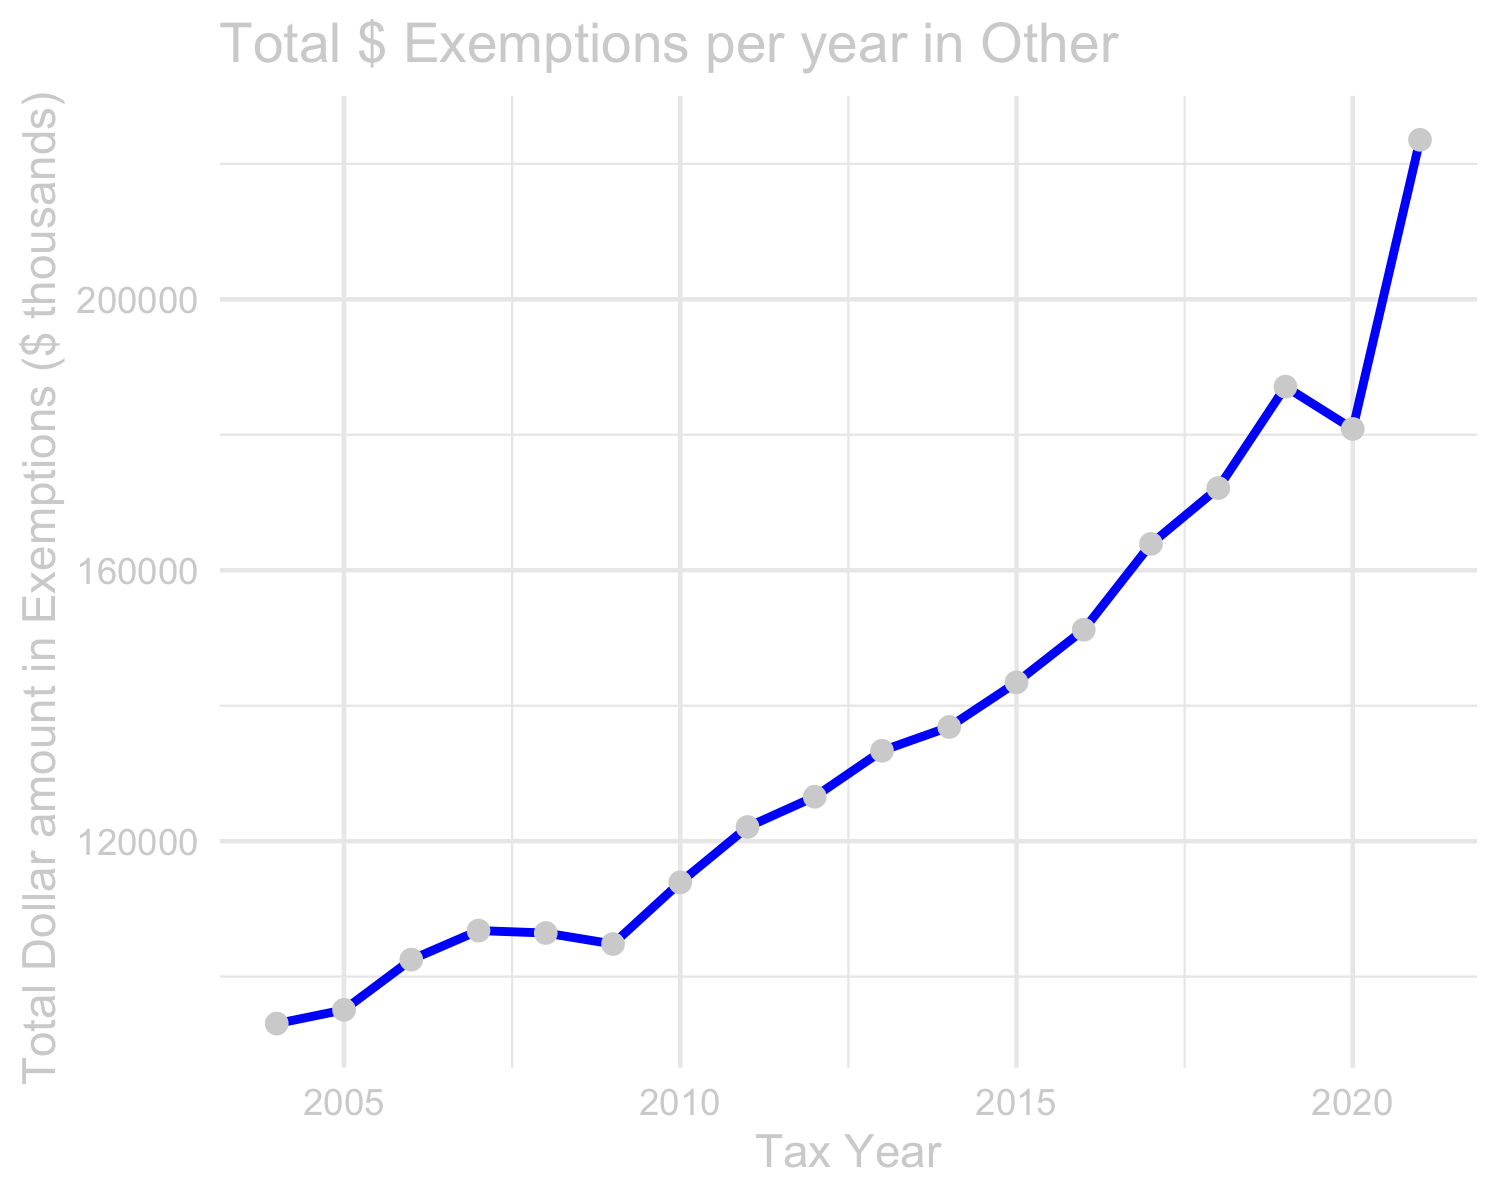 Total $ Exemptions per year in Other
Total Dollar amount in Exemptions ($ thousands)
200000
160000
120000
2005
2010
2015
2020
Tax Year